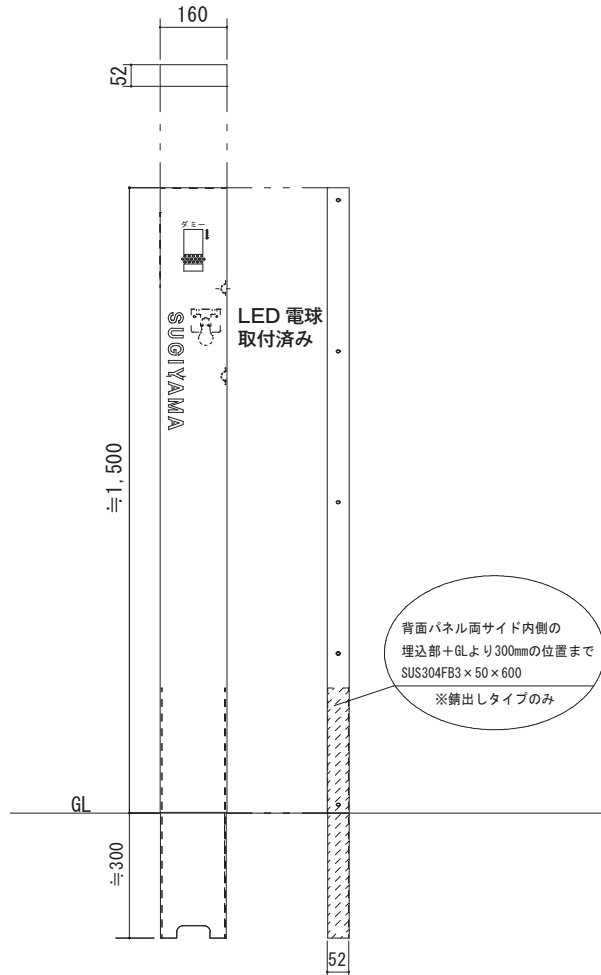 160
52
ダミー
LED 電球
取付済み
SUGIYAMA
≒1,500
背面パネル両サイド内側の
埋込部+GLより300mmの位置まで
SUS304FB3×50×600
※錆出しタイプのみ
GL
≒300
52